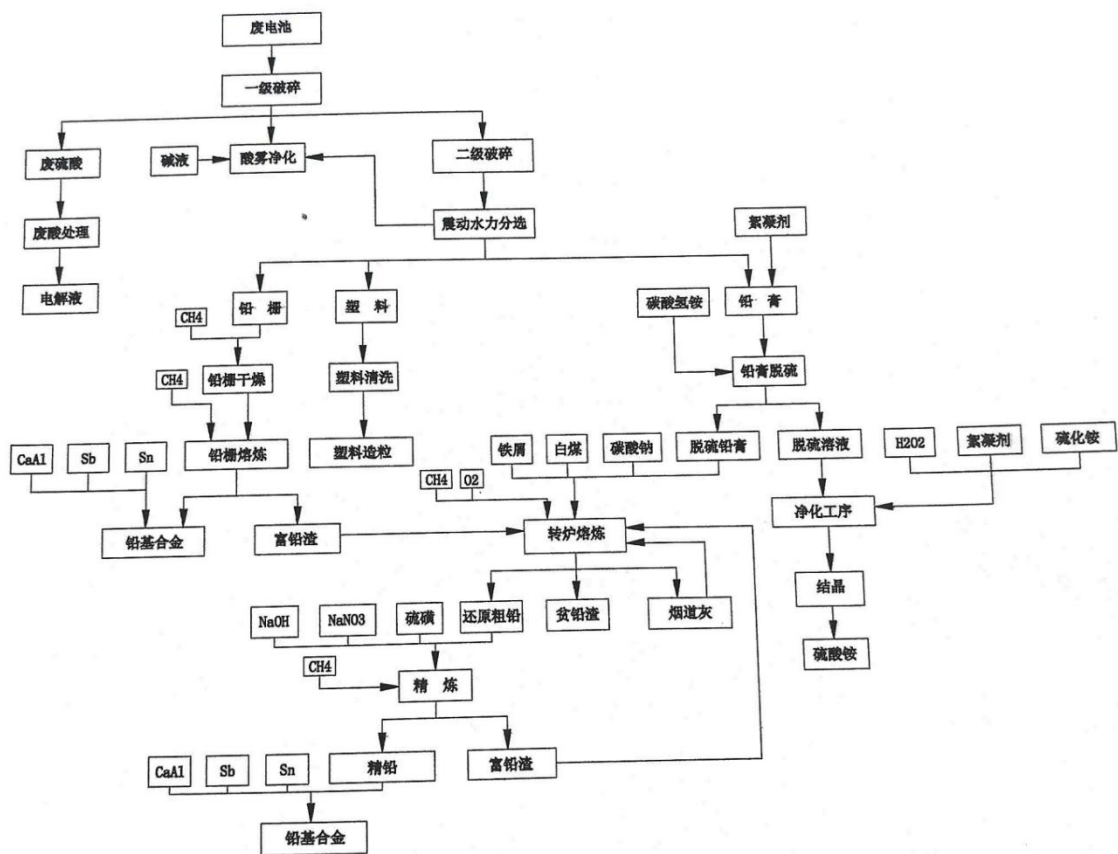 废电池
一级破碎
废硫酸
碱液
酸雾净化
二级破碎
废酸处理
震动水力分选
絮凝剂
电解液
铅 栅
塑 料
碳酸氢铵
铅 膏
CH4
铅栅干燥
塑料清洗
铅膏脱硫
CH4
铅栅熔炼
塑料造粒
铁屑
白煤
碳酸钠
脱硫铅膏
脱硫溶液
H2O2
絮凝剂
硫化铵
CaAl
Sb
Sn
CH4
O2
净化工序
铅基合金
富铅渣
转炉熔炼
结晶
NaOH
NaNO3
硫磺
还原粗铅
贫铅渣
烟道灰
硫酸铵
CH4
精 炼
CaAl
Sb
Sn
精铅
富铅渣
铅基合金